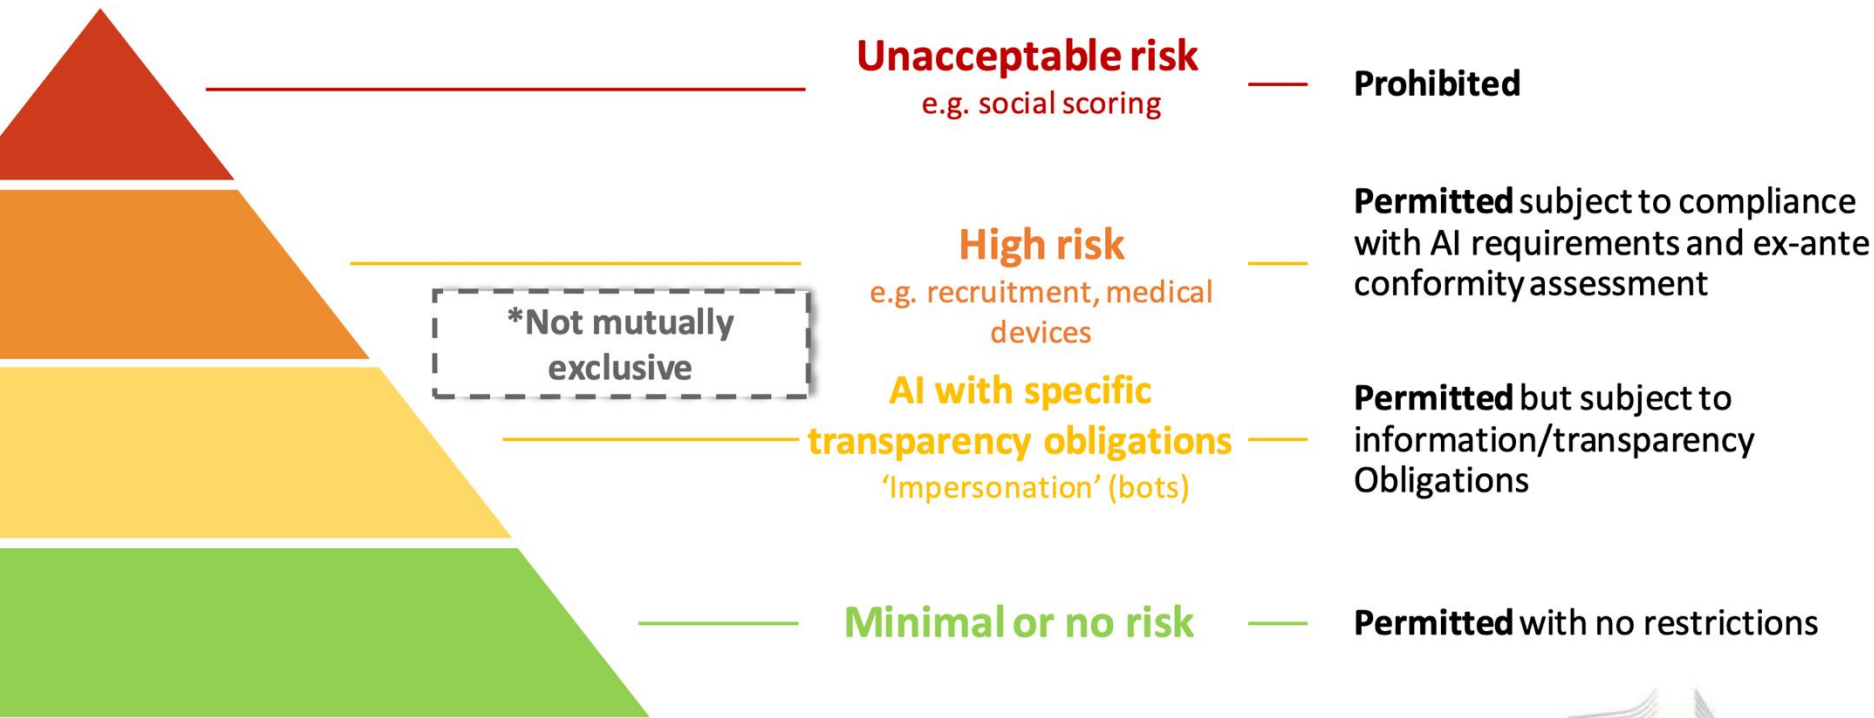 Unacceptable risk
e.g. social scoring
Prohibited
High risk
e.g. recruitment, medical
devices
Permitted subject to compliance
with AI requirements and ex-ante
conformity assessment
*Not mutually
exclusive
AI with specific
transparency obligations
‘Impersonation’ (bots)
Permitted but subject to
information/transparency
Obligations
Minimal or no risk
Permitted with no restrictions